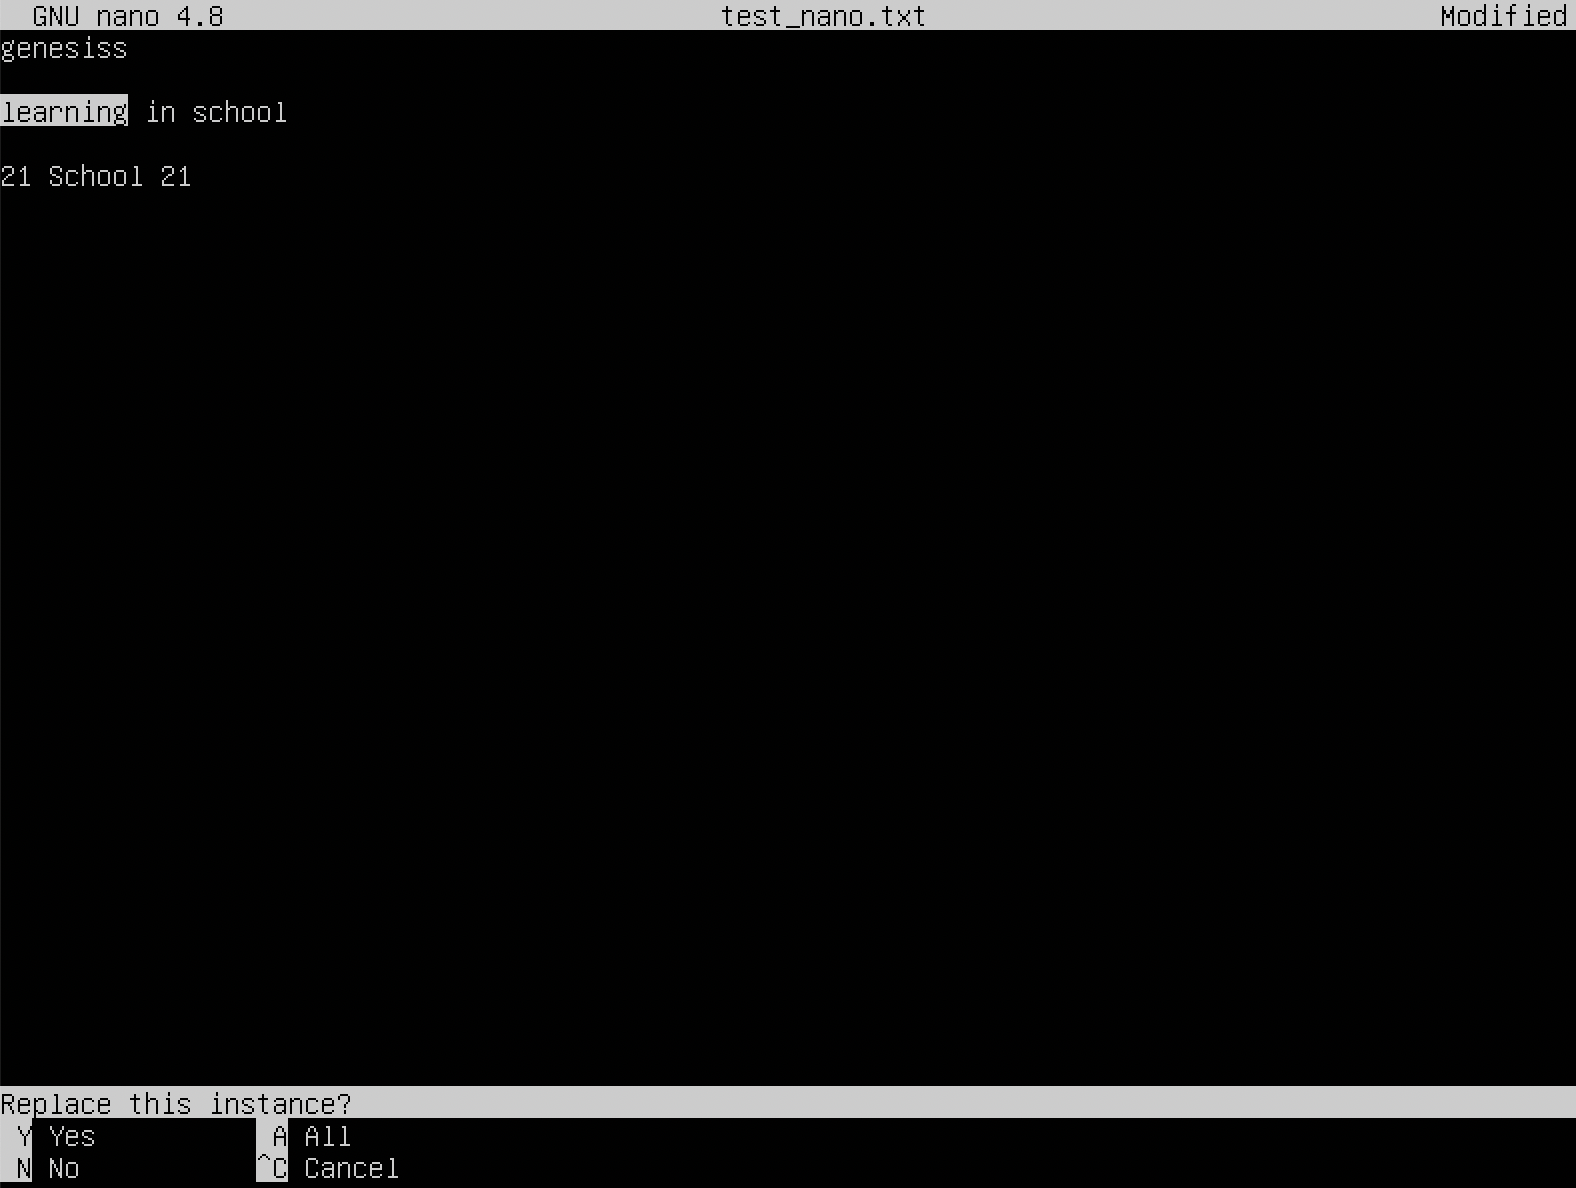 GNU nano 4.8 test_nano.txt Modified
genesiss
learning in school
21 School 21
Replace this instance?
Y Yes A All
N No ^C Cancel